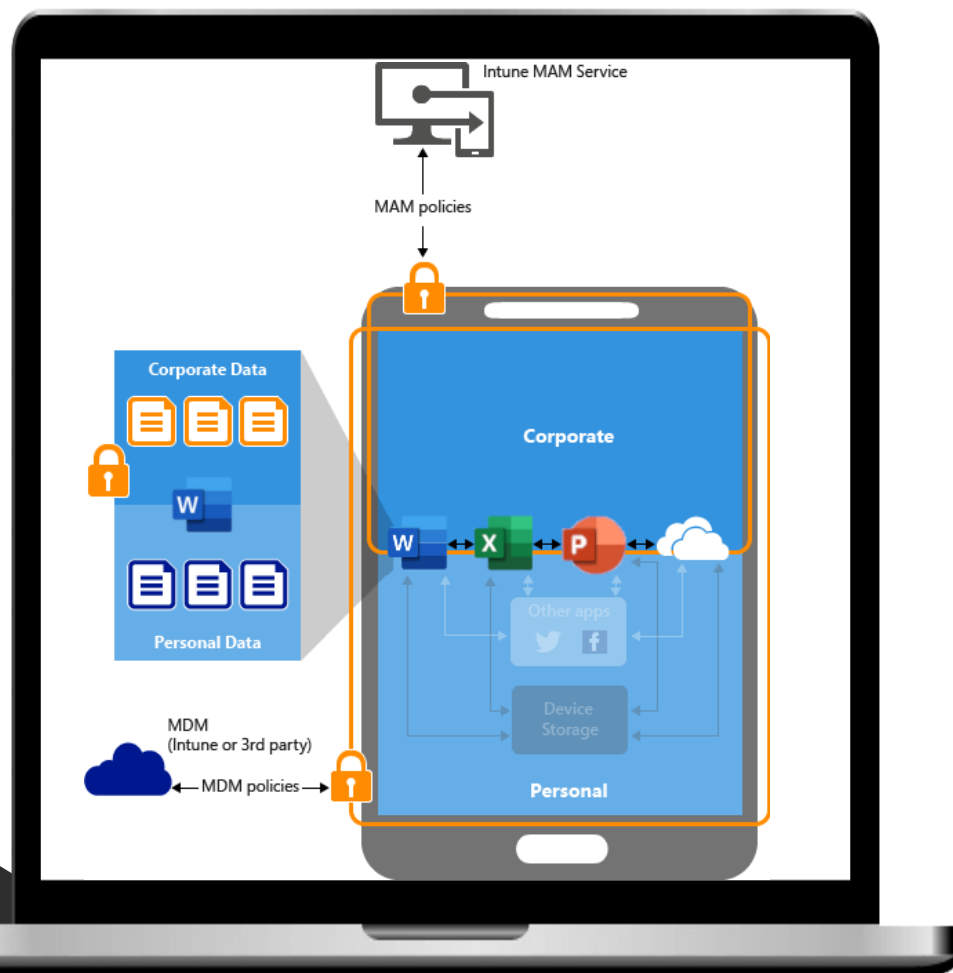 Intune MAM Service
MAM policies
Corporate Data
W
Personal Data
Corporate
W
X
P
Other apps
Device
Storage
Personal
MDM
(Intune or 3rd party)
MDM policies